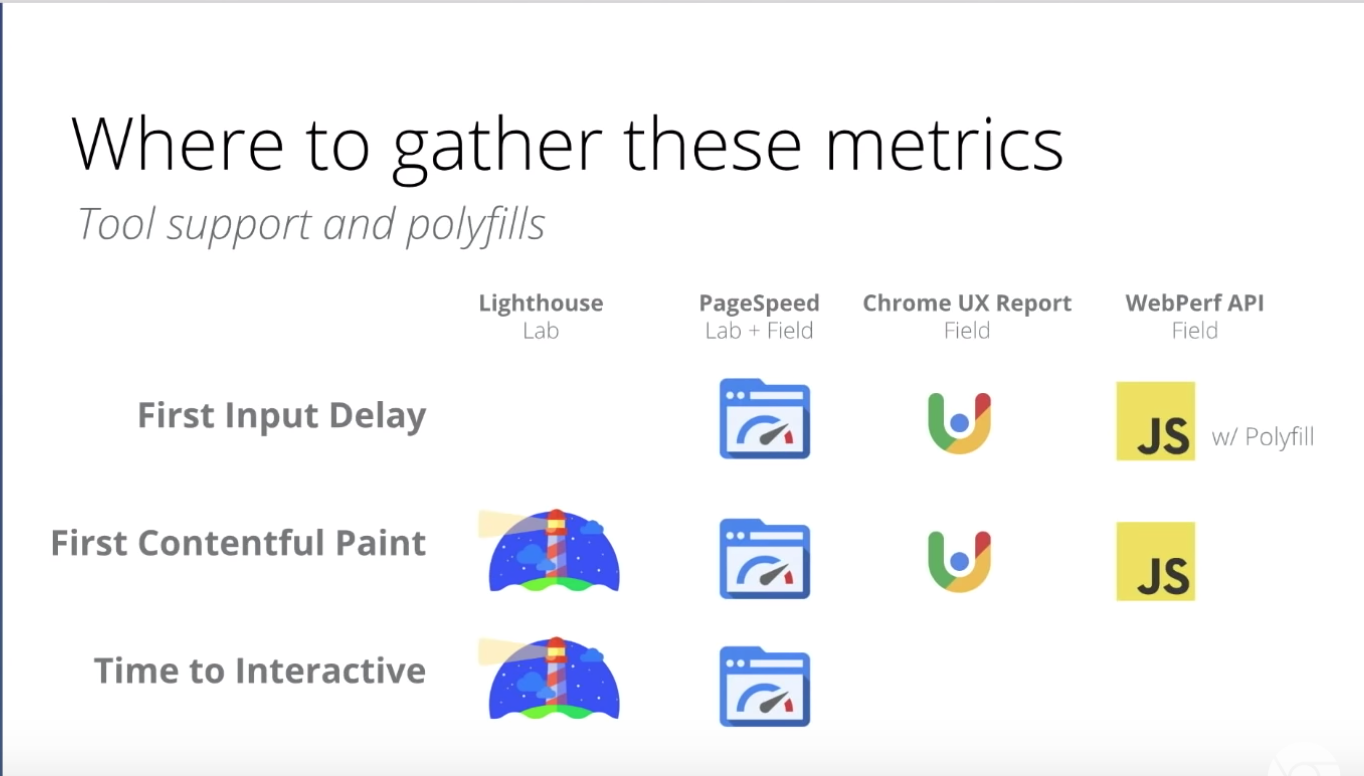 Where to gather these metrics
Tool support and polyfills
Lighthouse PageSpeed Chrome UX Report WebPerf API
Lab Lab + Field Field Field
First Input Delay JS w/ Polyfill
First Contentful Paint JS
Time to Interactive